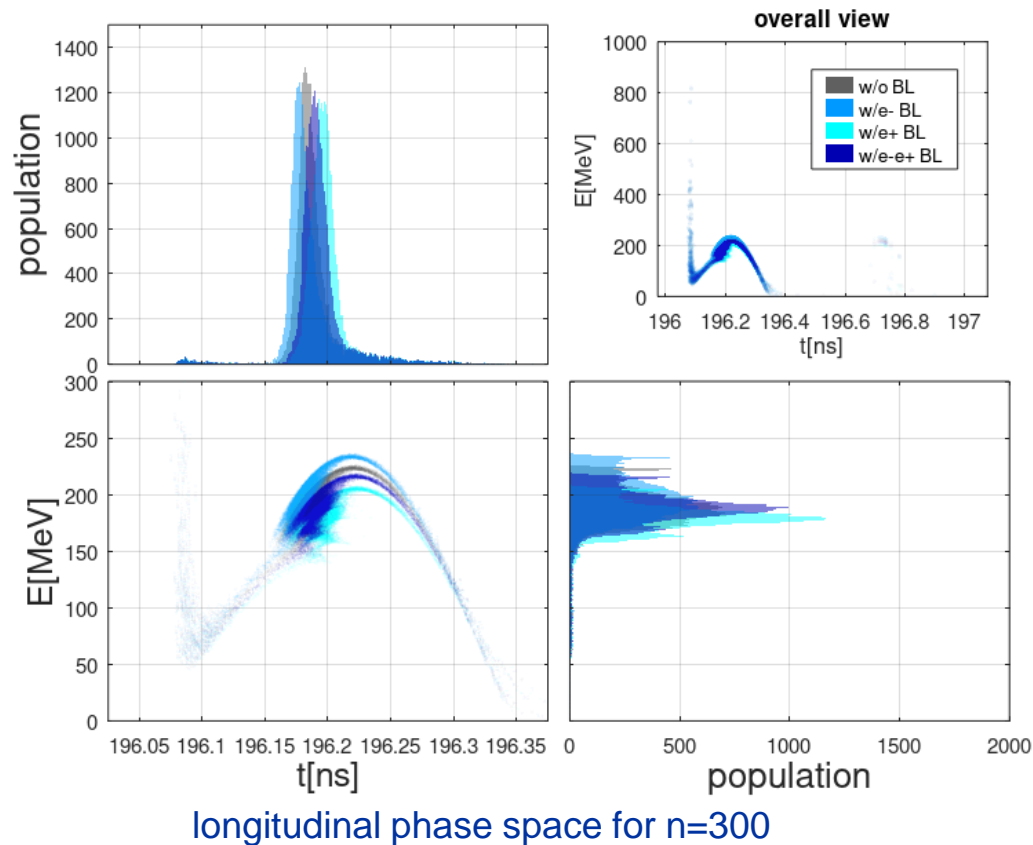 overall view
1400
1200
1000
800
600
400
200
0
population
1000
800
600
400
200
0
E[MeV]
w/o BL
w/e- BL
w/e+ BL
w/e-e+ BL
196 196.2 196.4 196.6 196.8 197
t[ns]
300
250
200
150
100
50
0
E[MeV]
196.05 196.1 196.15 196.2 196.25 196.3 196.35
t[ns]
0 500 1000 1500 2000
population
longitudinal phase space for n=300